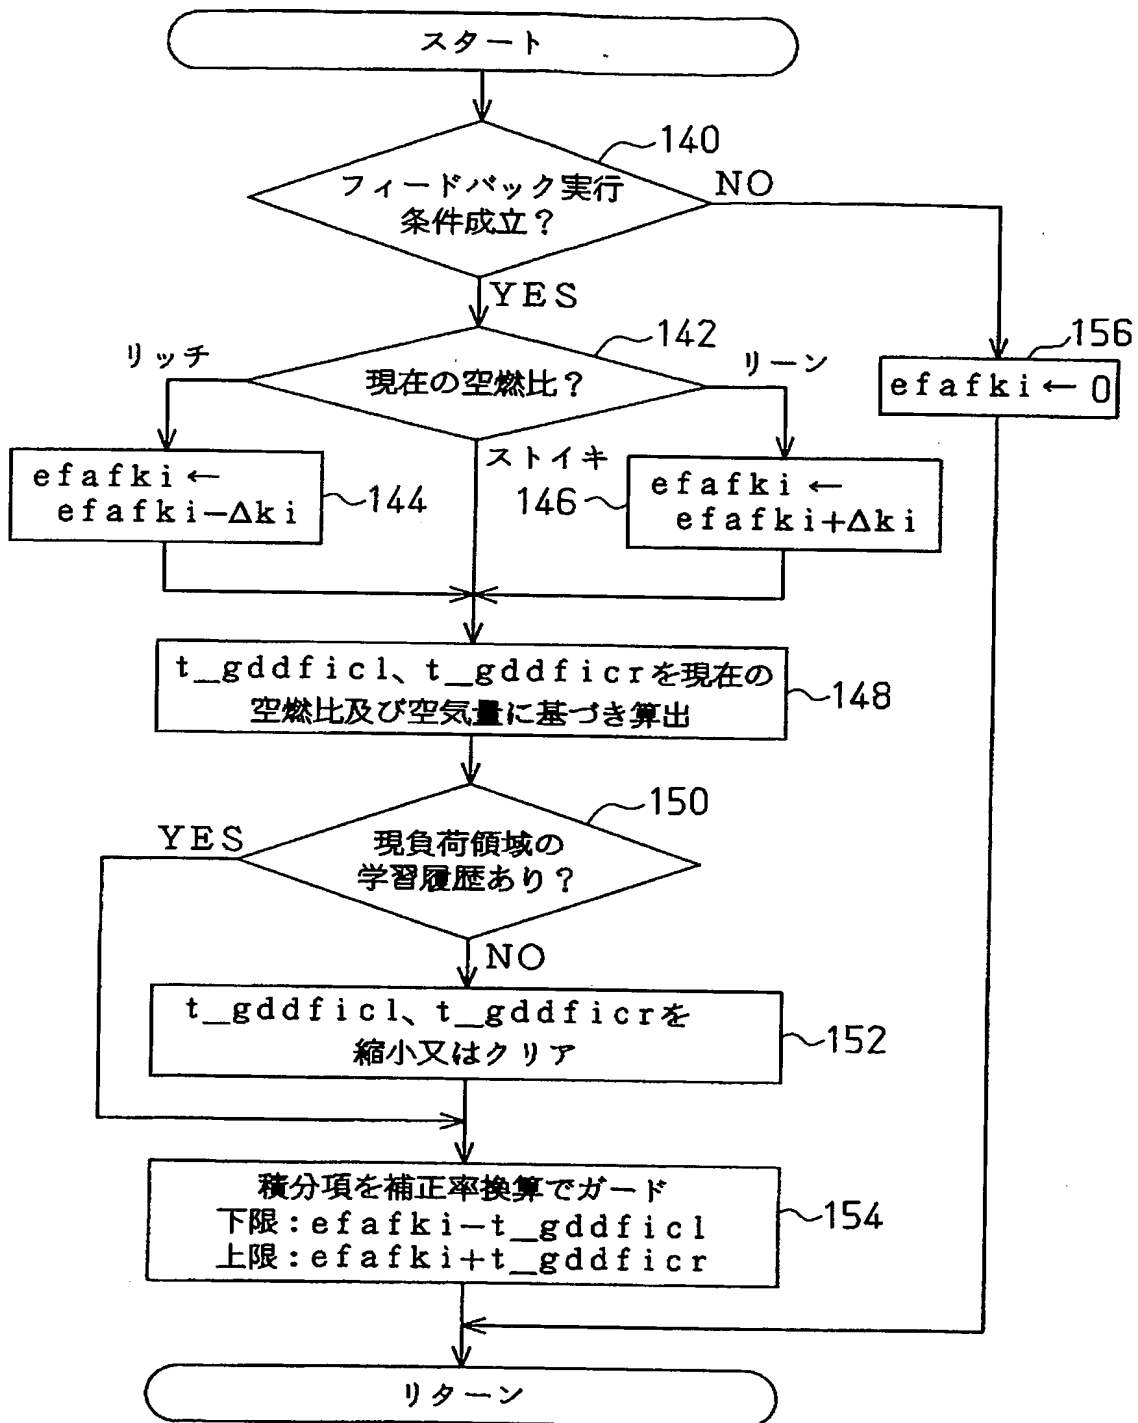 スタート
140
フィードバック実行
条件成立？
NO
YES
156
efafki←0
142
リッチ
リーン
現在の空燃比？
ストイキ
efafki←
efafki−Δki
144
146
efafki←
efafki+Δki
t_gddficl、t_gddficrを現在の
空燃比及び空気量に基づき算出
148
150
YES
現負荷領域の
学習履歴あり？
NO
t_gddficl、t_gddficrを
縮小又はクリア
152
積分項を補正率換算でガード
下限：efafki−t_gddficl
上限：efafki+t_gddficr
154
リターン